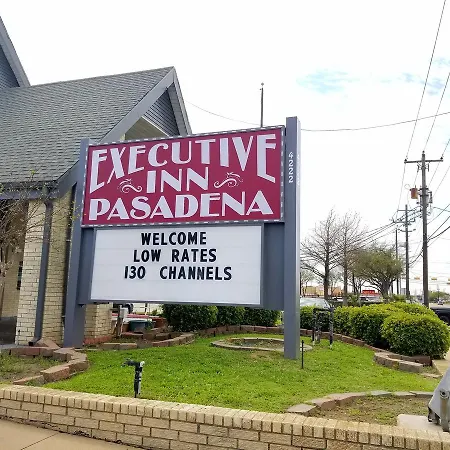 EXECUTIVE
INN
PASADENA
4222
WELCOME
LOW RATES
130 CHANNELS